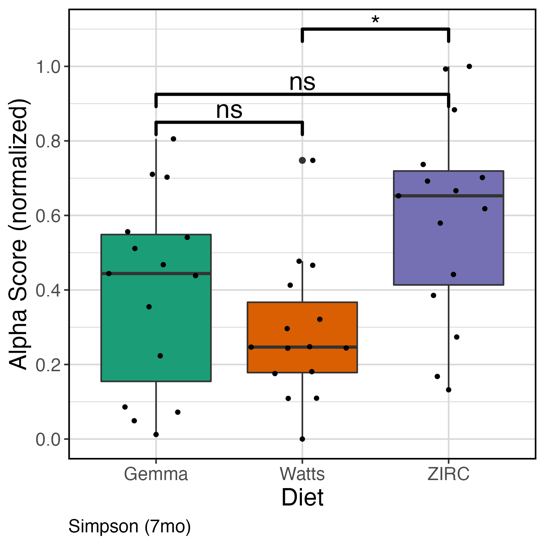 *
ns
ns
Alpha Score (normalized)
1.0
0.8
0.6
0.4
0.2
0.0
Gemma Watts ZIRC
Diet
Simpson (7mo)